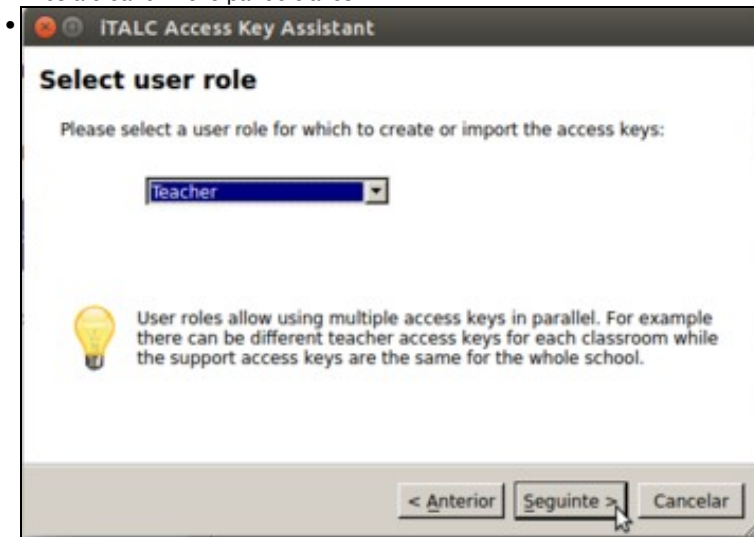 iTALC Access Key Assistant
Select user role
Please select a user role for which to create or import the access keys:
Teacher
User roles allow using multiple access keys in parallel. For example
there can be different teacher access keys for each classroom while
the support access keys are the same for the whole school.
< Anterior Seguinte > Cancelar